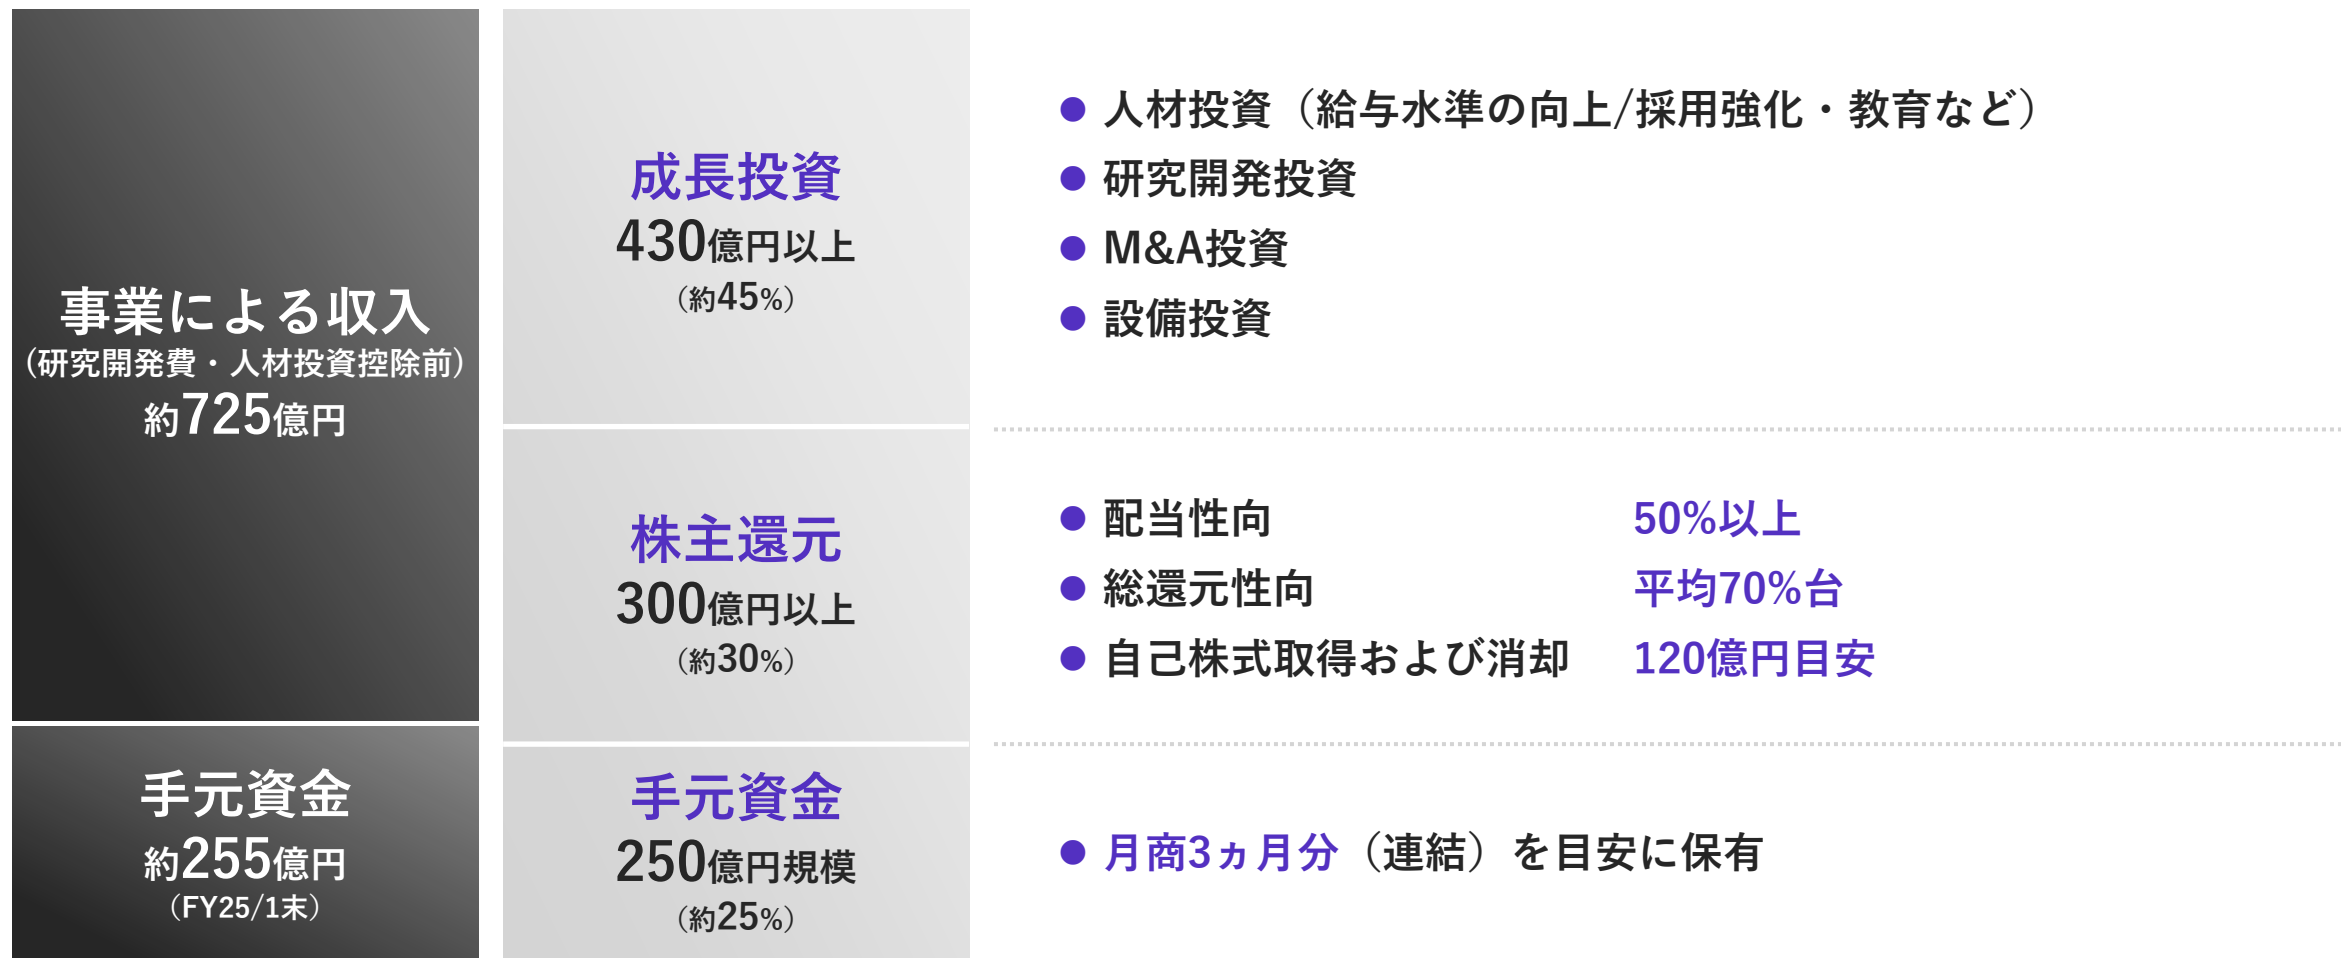 事業による収入
（研究開発費・人材投資控除前）
約725億円
手元資金
約255億円
（FY25/1末）
成長投資
430億円以上
（約45%）
株主還元
300億円以上
（約30%）
手元資金
250億円規模
（約25%）
● 人材投資（給与水準の向上/採用強化・教育など）
● 研究開発投資
● M&A投資
● 設備投資
● 配当性向 50%以上
● 総還元性向 平均70%台
● 自己株式取得および消却 120億円目安
● 月商3ヵ月分（連結）を目安に保有